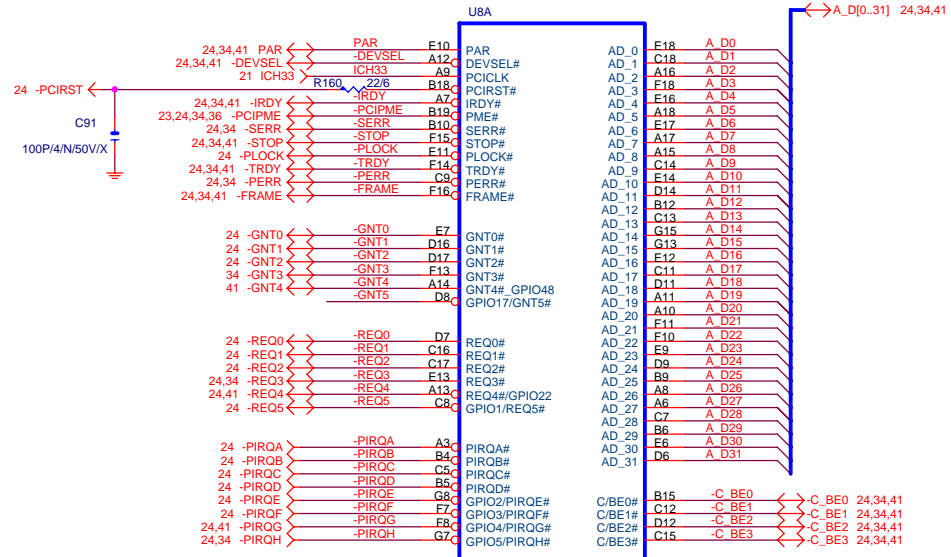 U8A
A_D[0..31] 24,34,41
24,34,41 PAR PAR E10 PAR
24,34,41 -DEVSEL -DEVSEL A12 DEVSEL#
21 ICH33 ICH33 A9 PCICLK
24 -PCIRST R160 22/6 B18 PCIRST#
24,34,41 -IRDY -IRDY A7 IRDY#
23,24,34,36 -PCIPME -PCIPME B19 PME#
24,34 -SERR -SERR B10 SERR#
24,34,41 -STOP -STOP F15 STOP#
24 -PLOCK -PLOCK E11 PLOCK#
24,34,41 -TRDY -TRDY F14 TRDY#
24,34 -PERR -PERR C9 PERR#
24,34,41 -FRAME -FRAME F16 FRAME#
C91
100P/4/N/50V/X
24 -GNT0 -GNT0 E7 GNT0#
24 -GNT1 -GNT1 D16 GNT1#
24 -GNT2 -GNT2 D17 GNT2#
34 -GNT3 -GNT3 F13 GNT3#
41 -GNT4 -GNT4 A14 GNT4#_GPIO48
-GNT5 D8 GPIO17/GNT5#
24 -REQ0 -REQ0 D7 REQ0#
24 -REQ1 -REQ1 C16 REQ1#
24 -REQ2 -REQ2 C17 REQ2#
24,34 -REQ3 -REQ3 E13 REQ3#
24,41 -REQ4 -REQ4 A13 REQ4#/GPIO22
24 -REQ5 -REQ5 C8 GPIO1/REQ5#
24 -PIRQA -PIRQA A3 PIRQA#
24 -PIRQB -PIRQB B4 PIRQB#
24 -PIRQC -PIRQC C5 PIRQC#
24 -PIRQD -PIRQD B5 PIRQD#
24 -PIRQE -PIRQE G8 GPIO2/PIRQE#
24 -PIRQF -PIRQF F7 GPIO3/PIRQF#
24,41 -PIRQG -PIRQG F8 GPIO4/PIRQG#
24,34 -PIRQH -PIRQH G7 GPIO5/PIRQH#
AD_0 E18 A_D0
AD_1 C18 A_D1
AD_2 A16 A_D2
AD_3 F18 A_D3
AD_4 E16 A_D4
AD_5 A18 A_D5
AD_6 E17 A_D6
AD_7 A17 A_D7
AD_8 A15 A_D8
AD_9 C14 A_D9
AD_10 E14 A_D10
AD_11 D14 A_D11
AD_12 B12 A_D12
AD_13 C13 A_D13
AD_14 G15 A_D14
AD_15 G13 A_D15
AD_16 E12 A_D16
AD_17 C11 A_D17
AD_18 D11 A_D18
AD_19 A11 A_D19
AD_20 A10 A_D20
AD_21 F11 A_D21
AD_22 F10 A_D22
AD_23 E9 A_D23
AD_24 D9 A_D24
AD_25 B9 A_D25
AD_26 A8 A_D26
AD_27 A6 A_D27
AD_28 C7 A_D28
AD_29 B6 A_D29
AD_30 E6 A_D30
AD_31 D6 A_D31
C/BE0# B15 -C_BE0 -C_BE0 24,34,41
C/BE1# C12 -C_BE1 -C_BE1 24,34,41
C/BE2# D12 -C_BE2 -C_BE2 24,34,41
C/BE3# C15 -C_BE3 -C_BE3 24,34,41